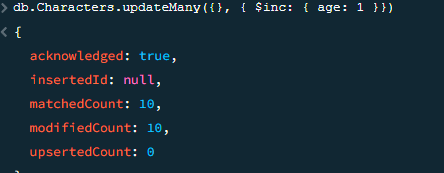 > db.Characters.updateMany({}, { $inc: { age: 1 }})
< {
acknowledged: true,
insertedId: null,
matchedCount: 10,
modifiedCount: 10,
upsertedCount: 0
}